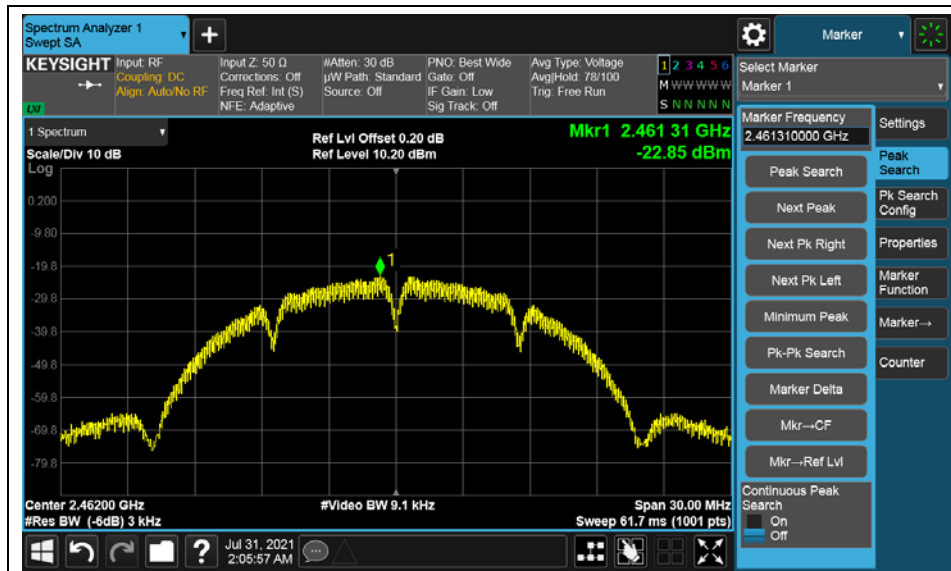 Spectrum Analyzer 1
Swept SA
+
Marker
KEYSIGHT
LXI
Input: RF
Coupling: DC
Align: Auto/No RF
Input Z: 50 Ω
Corrections: Off
Freq Ref: Int (S)
NFE: Adaptive
#Atten: 30 dB
µW Path: Standard
Source: Off
PNO: Best Wide
Gate: Off
IF Gain: Low
Sig Track: Off
Avg Type: Voltage
Avg|Hold: 78/100
Trig: Free Run
1 2 3 4 5 6
M W W W W W
S N N N N N
Select Marker
Marker 1
1 Spectrum
Scale/Div 10 dB
Log
Ref Lvl Offset 0.20 dB
Ref Level 10.20 dBm
Mkr1 2.461 31 GHz
-22.85 dBm
0.200
-9.80
-19.8
-29.8
-39.8
-49.8
-59.8
-69.8
-79.8
1
Center 2.46200 GHz
#Res BW (-6dB) 3 kHz
#Video BW 9.1 kHz
Span 30.00 MHz
Sweep 61.7 ms (1001 pts)
Marker Frequency
2.461310000 GHz
Peak Search
Next Peak
Next Pk Right
Next Pk Left
Minimum Peak
Pk-Pk Search
Marker Delta
Mkr→CF
Mkr→Ref Lvl
Continuous Peak
Search
On
Off
Settings
Peak
Search
Pk Search
Config
Properties
Marker
Function
Marker→
Counter
?
Jul 31, 2021
2:05:57 AM